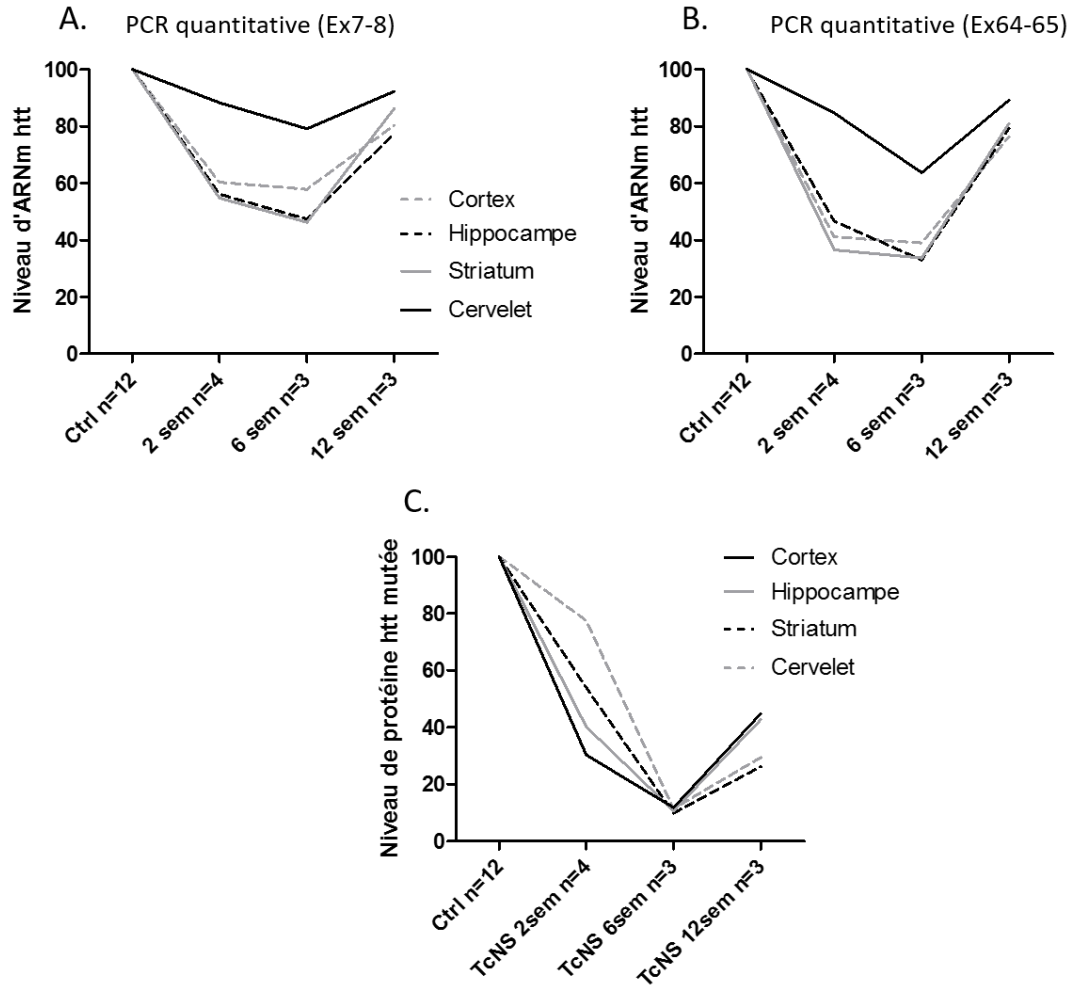 A.
PCR quantitative (Ex7-8)
Niveau d'ARNm htt
100
80
60
40
20
0
Ctrl n=12
2 sem n=4
6 sem n=3
12 sem n=3
Cortex
Hippocampe
Striatum
Cervelet
B.
PCR quantitative (Ex64-65)
Niveau d'ARNm htt
100
80
60
40
20
0
Ctrl n=12
2 sem n=4
6 sem n=3
12 sem n=3
C.
Niveau de protéine htt mutée
100
80
60
40
20
0
Ctrl n=12
TcNS 2sem n=4
TcNS 6sem n=3
TcNS 12sem n=3
Cortex
Hippocampe
Striatum
Cervelet